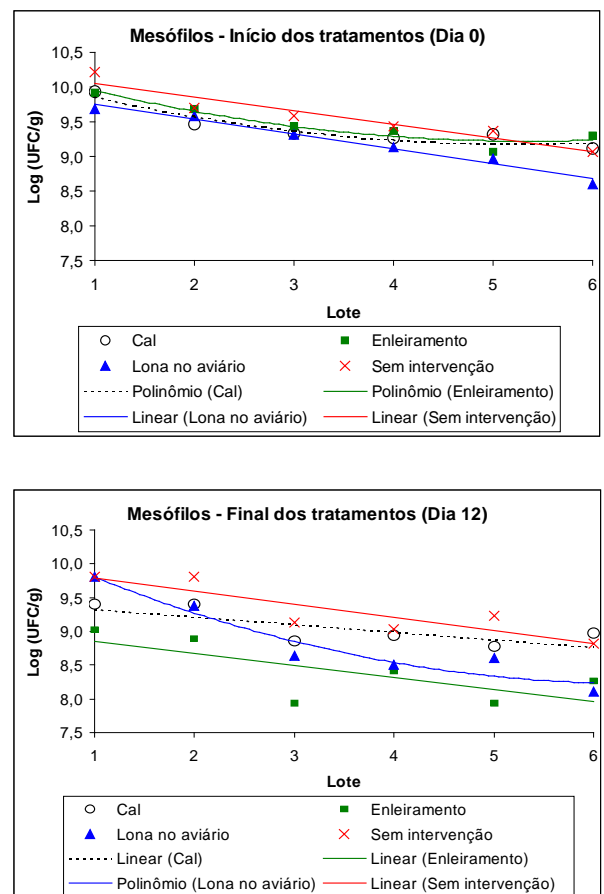 Mesófilos - Início dos tratamentos (Dia 0)
10,5
10,0
9,5
9,0
8,5
8,0
7,5
Log (UFC/g)
1 2 3 4 5 6
Lote
Cal Enleiramento
Lona no aviário Sem intervenção
Polinômio (Cal) Polinômio (Enleiramento)
Linear (Lona no aviário) Linear (Sem intervenção)
Mesófilos - Final dos tratamentos (Dia 12)
10,5
10,0
9,5
9,0
8,5
8,0
7,5
Log (UFC/g)
1 2 3 4 5 6
Lote
Cal Enleiramento
Lona no aviário Sem intervenção
Linear (Cal) Linear (Enleiramento)
Polinômio (Lona no aviário) Linear (Sem intervenção)